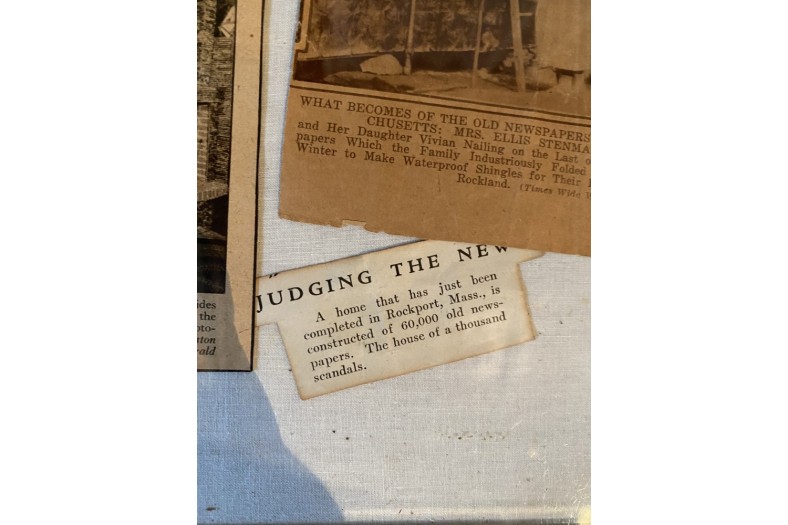 WHAT BECOMES OF THE OLD NEWSPAPERS
CHUSETTS: MRS. ELLIS STENMA
and Her Daughter Vivian Nailing on the Last o
papers Which the Family Industriously Folded
Winter to Make Waterproof Shingles for Their
Rockland. (Times Wide
JUDGING THE NEW
A home that has just been
completed in Rockport, Mass., is
constructed of 60,000 old news-
papers. The house of a thousand
scandals.
ides
the
oto-
ton
rald